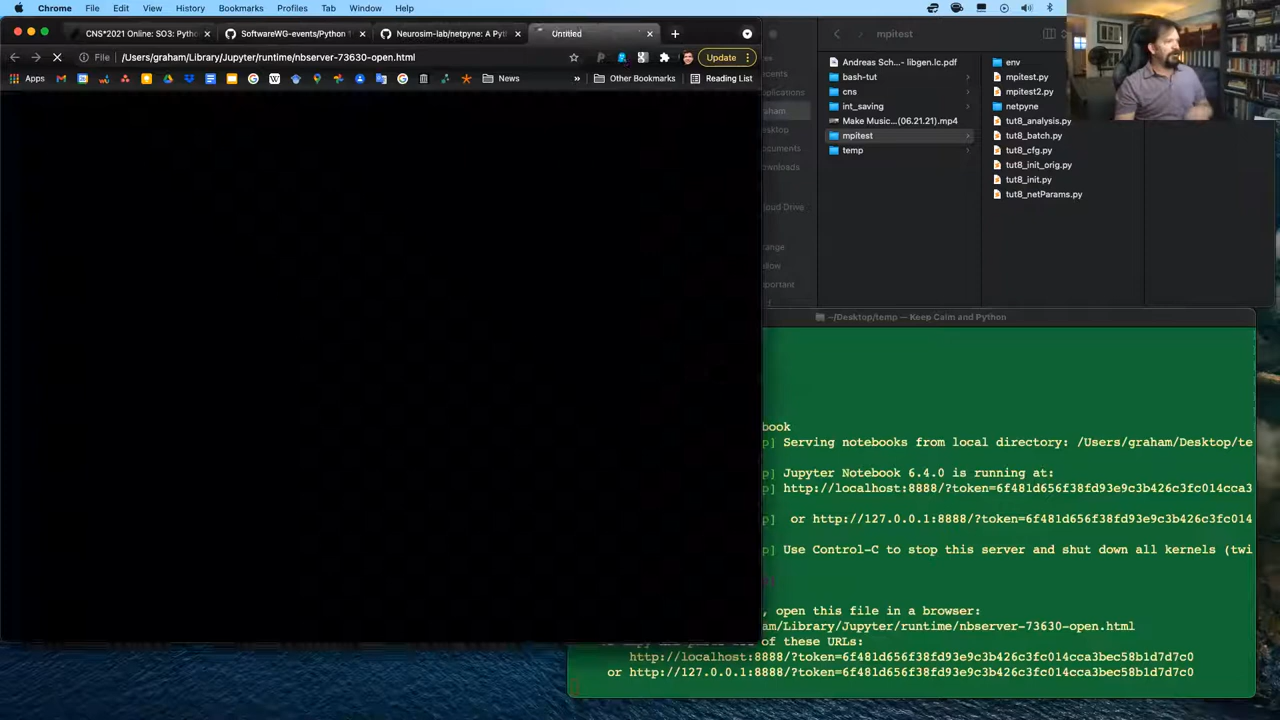 Chrome File Edit View History Bookmarks Profiles Tab Window Help
CNS*2021 Online: SO3: Pytho
SoftwareWG-events/Python
Neurosim-lab/netpyne: A Pyt
Untitled
File /Users/graham/Library/Jupyter/runtime/nbserver-73630-open.html
Update
Apps
News
Other Bookmarks
Reading List
mpitest
Andreas Sch...- libgen.lc.pdf
bash-tut
cns
int_saving
Make Music...(06.21.21).mp4
mpitest
temp
env
mpitest.py
mpitest2.py
netpyne
tut8_analysis.py
tut8_batch.py
tut8_cfg.py
tut8_init_orig.py
tut8_init.py
tut8_netParams.py
~/Desktop/temp — Keep Calm and Python
book
p] Serving notebooks from local directory: /Users/graham/Desktop/te
p] Jupyter Notebook 6.4.0 is running at:
p] http://localhost:8888/?token=6f481d656f38fd93e9c3b426c3fc014cca3
p] or http://127.0.0.1:8888/?token=6f481d656f38fd93e9c3b426c3fc014
p] Use Control-C to stop this server and shut down all kernels (twi
, open this file in a browser:
am/Library/Jupyter/runtime/nbserver-73630-open.html
of these URLs:
http://localhost:8888/?token=6f481d656f38fd93e9c3b426c3fc014cca3bec58b1d7d7c0
or http://127.0.0.1:8888/?token=6f481d656f38fd93e9c3b426c3fc014cca3bec58b1d7d7c0